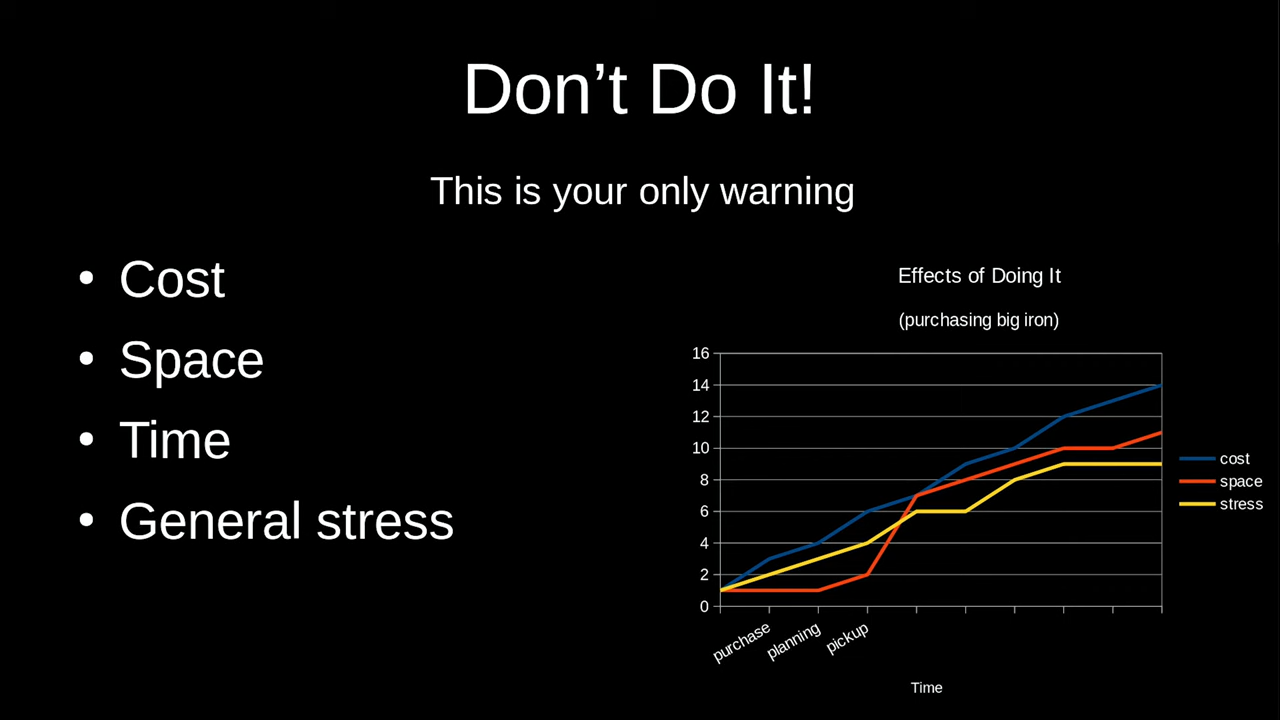 Don’t Do It!
This is your only warning
• Cost
• Space
• Time
• General stress
Effects of Doing It
(purchasing big iron)
16
14
12
10
8
6
4
2
0
purchase
planning
pickup
Time
cost
space
stress